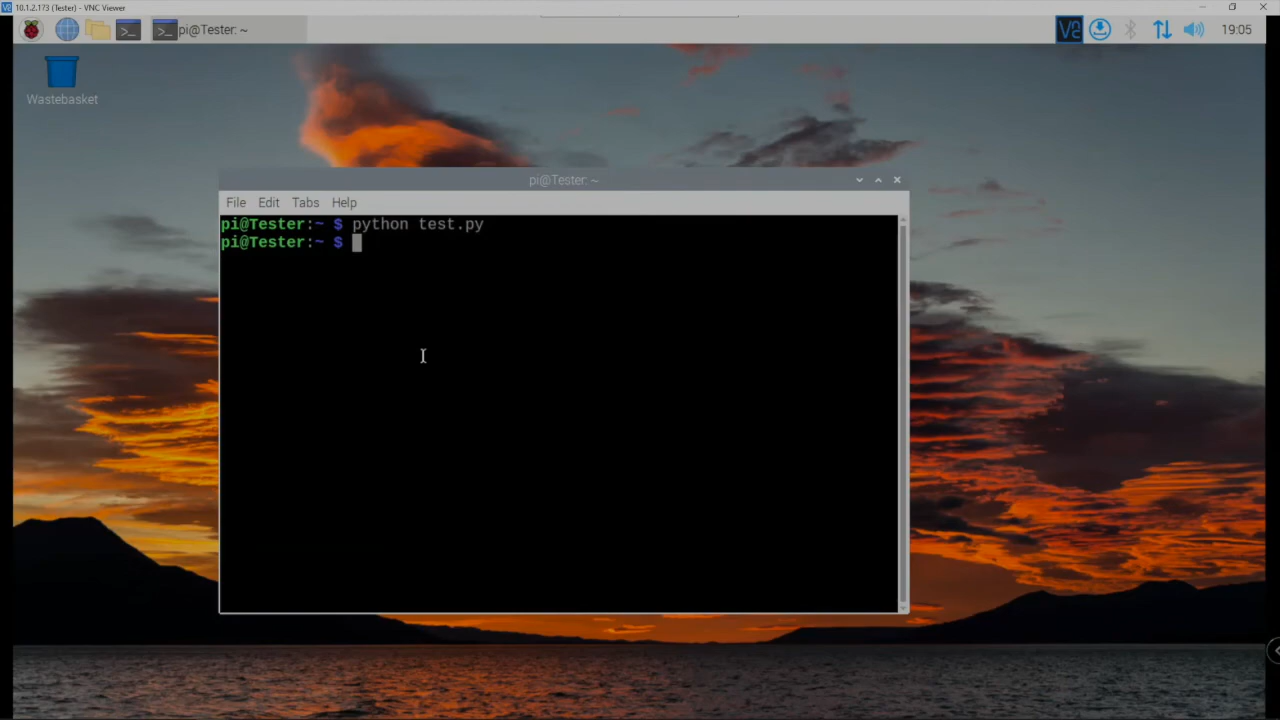 10.1.2.173 (Tester) - VNC Viewer
pi@Tester: ~
19:05
Wastebasket
pi@Tester: ~
File Edit Tabs Help
pi@Tester:~ $ python test.py
pi@Tester:~ $